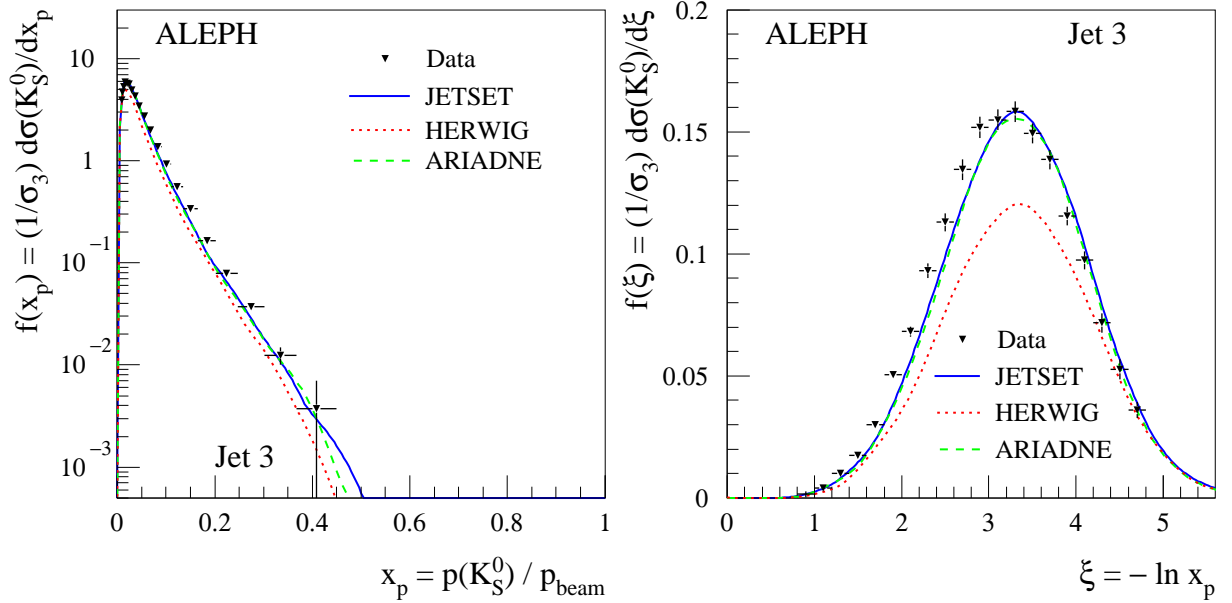 ALEPH
Data
JETSET
HERWIG
ARIADNE
Jet 3
f(x_p) = (1/σ_3) dσ(K_S^0)/dx_p
10
1
10^−1
10^−2
10^−3
0 0.2 0.4 0.6 0.8 1
x_p = p(K_S^0) / p_beam
ALEPH Jet 3
Data
JETSET
HERWIG
ARIADNE
f(ξ) = (1/σ_3) dσ(K_S^0)/dξ
0.2
0.15
0.1
0.05
0
0 1 2 3 4 5
ξ = − ln x_p